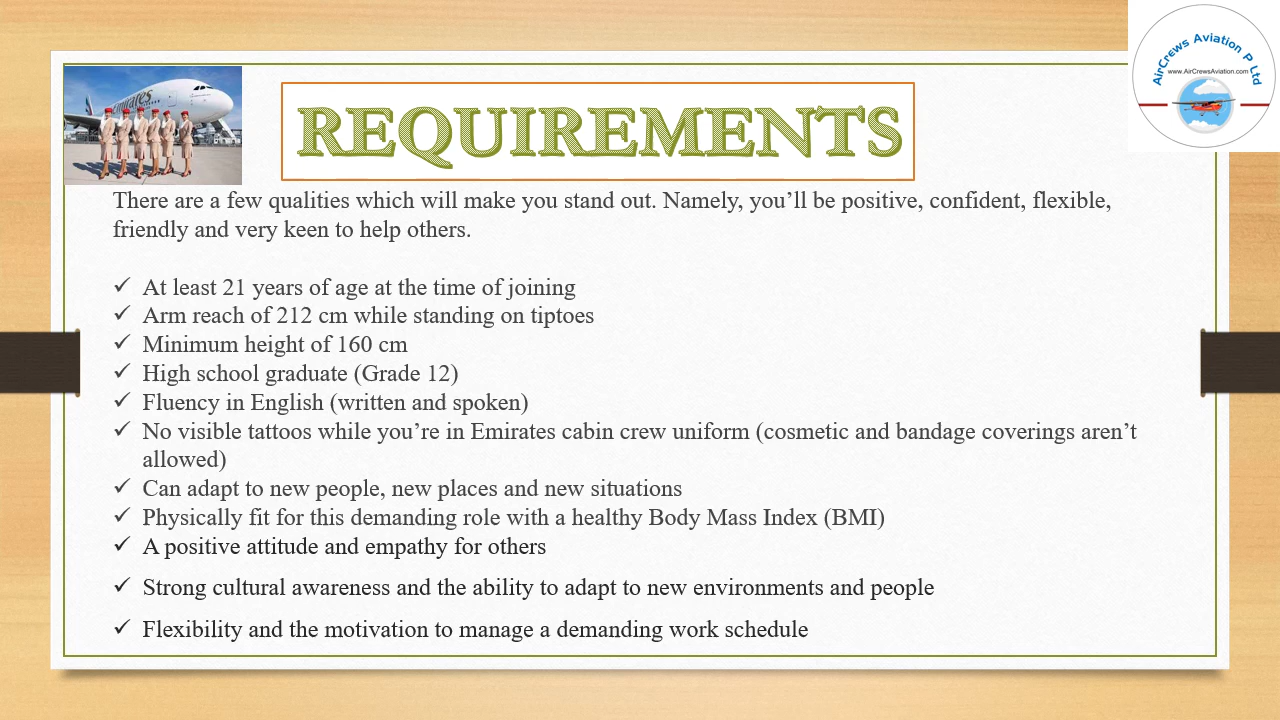 AirCrews Aviation P Ltd
www.AirCrewsAviation.com
Emirates
REQUIREMENTS
There are a few qualities which will make you stand out. Namely, you’ll be positive, confident, flexible,
friendly and very keen to help others.
✓ At least 21 years of age at the time of joining
✓ Arm reach of 212 cm while standing on tiptoes
✓ Minimum height of 160 cm
✓ High school graduate (Grade 12)
✓ Fluency in English (written and spoken)
✓ No visible tattoos while you’re in Emirates cabin crew uniform (cosmetic and bandage coverings aren’t
allowed)
✓ Can adapt to new people, new places and new situations
✓ Physically fit for this demanding role with a healthy Body Mass Index (BMI)
✓ A positive attitude and empathy for others
✓ Strong cultural awareness and the ability to adapt to new environments and people
✓ Flexibility and the motivation to manage a demanding work schedule